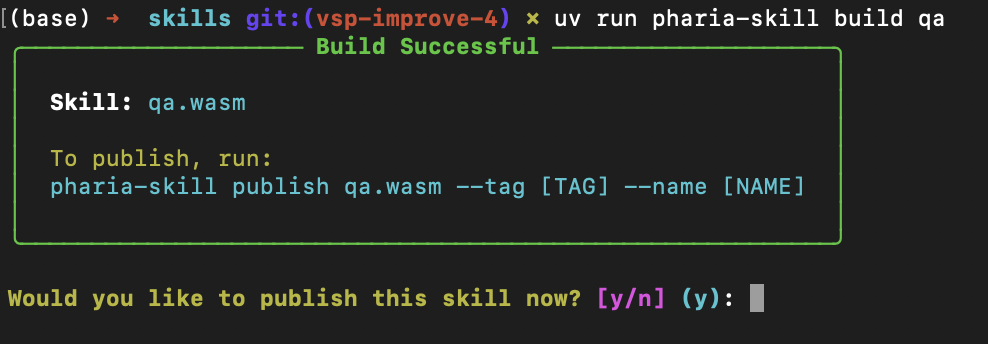 (base) ➜ skills git:(vsp-improve-4) ✗ uv run pharia-skill build qa
Build Successful
Skill: qa.wasm
To publish, run:
pharia-skill publish qa.wasm --tag [TAG] --name [NAME]
Would you like to publish this skill now? [y/n] (y):